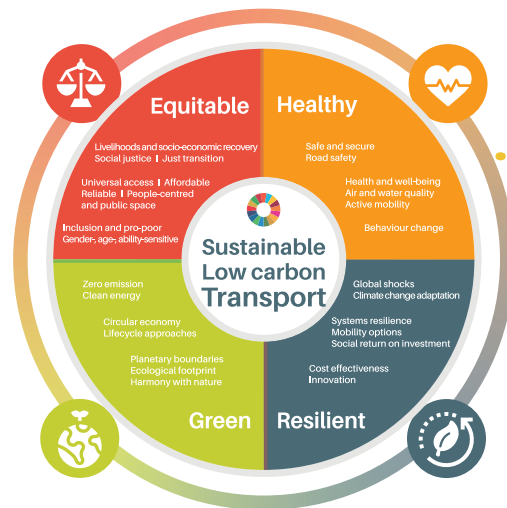 Equitable
Livelihoods and socio-economic recovery
Social justice I Just transition
Universal access I Affordable
Reliable I People-centred
and public space
Inclusion and pro-poor
Gender-, age-, ability-sensitive
Healthy
Safe and secure
Road safety
Health and well-being
Air and water quality
Active mobility
Behaviour change
Sustainable
Low carbon
Transport
Zero emission
Clean energy
Circular economy
Lifecycle approaches
Planetary boundaries
Ecological footprint
Harmony with nature
Green
Global shocks
Climate change adaptation
Systems resilience
Mobility options
Social return on investment
Cost effectiveness
Innovation
Resilient